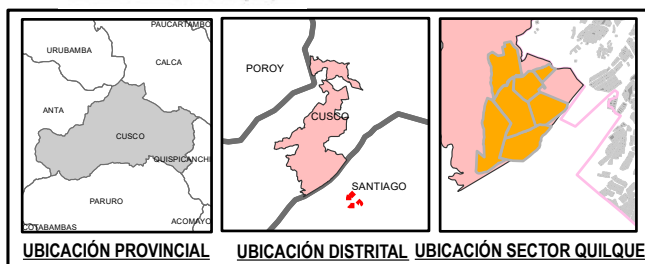 PAUCARTAMBO
URUBAMBA
CALCA
ANTA
CUSCO
QUISPICANCHI
PARURO
ACOMAYO
COTABAMBAS
POROY
CUSCO
SANTIAGO
UBICACIÓN PROVINCIAL
UBICACIÓN DISTRITAL
UBICACIÓN SECTOR QUILQUE